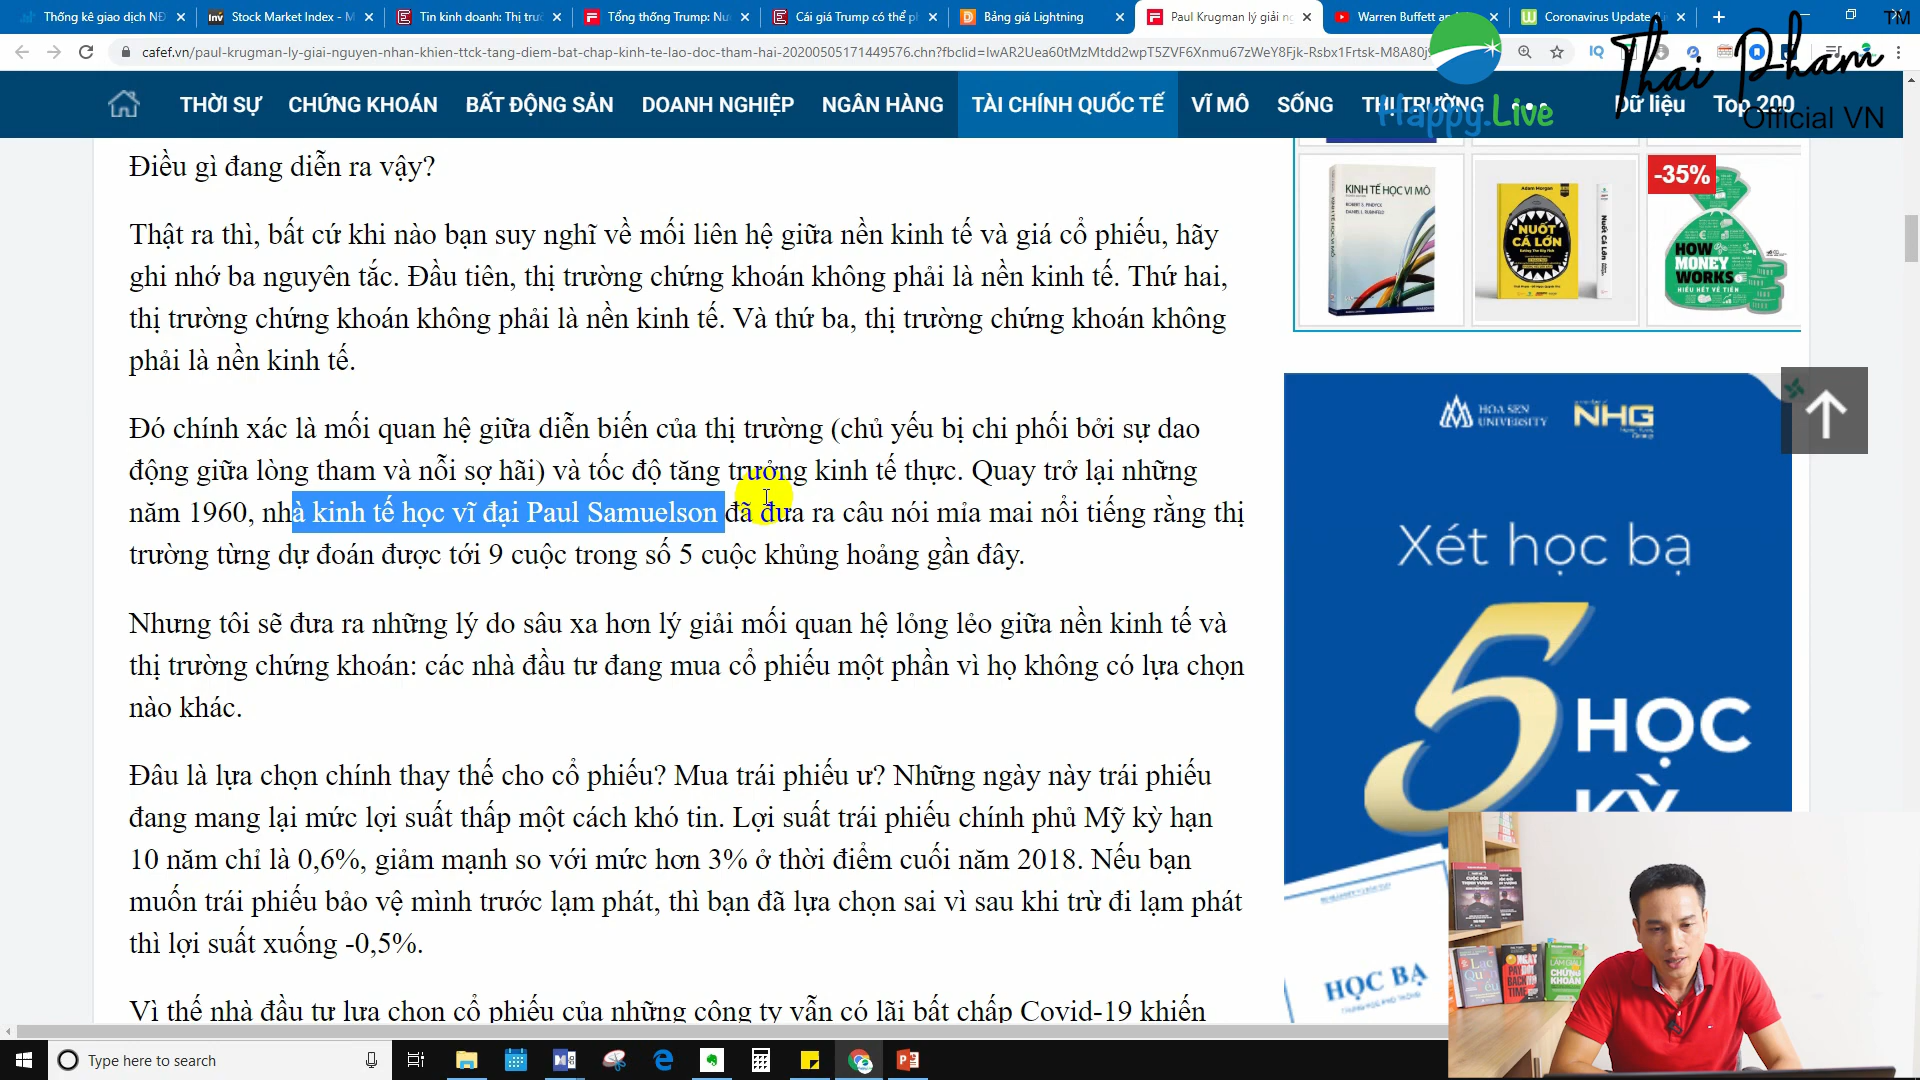 Thống kê giao dịch NĐ
Stock Market Index - M
Tin kinh doanh: Thị trư
Tổng thống Trump: Nư
Cái giá Trump có thể p
Bảng giá Lightning
Paul Krugman lý giải n
Warren Buffett an
Coronavirus Update (L
TM
cafef.vn/paul-krugman-ly-giai-nguyen-nhan-khien-ttck-tang-diem-bat-chap-kinh-te-lao-doc-tham-hai-20200505171449576.chn?fbclid=IwAR2Uea60tMzMtdd2wpT5ZVF6Xnmu67zWeY8Fjk-Rsbx1Frtsk-M8A80j
Thai Pham
Official VN
Happy.Live
THỜI SỰ CHỨNG KHOÁN BẤT ĐỘNG SẢN DOANH NGHIỆP NGÂN HÀNG TÀI CHÍNH QUỐC TẾ VĨ MÔ SỐNG THỊ TRƯỜNG Dữ liệu Top 200
Điều gì đang diễn ra vậy?
Thật ra thì, bất cứ khi nào bạn suy nghĩ về mối liên hệ giữa nền kinh tế và giá cổ phiếu, hãy
ghi nhớ ba nguyên tắc. Đầu tiên, thị trường chứng khoán không phải là nền kinh tế. Thứ hai,
thị trường chứng khoán không phải là nền kinh tế. Và thứ ba, thị trường chứng khoán không
phải là nền kinh tế.
Đó chính xác là mối quan hệ giữa diễn biến của thị trường (chủ yếu bị chi phối bởi sự dao
động giữa lòng tham và nỗi sợ hãi) và tốc độ tăng trưởng kinh tế thực. Quay trở lại những
năm 1960, nhà kinh tế học vĩ đại Paul Samuelson đã đưa ra câu nói mỉa mai nổi tiếng rằng thị
trường từng dự đoán được tới 9 cuộc trong số 5 cuộc khủng hoảng gần đây.
Nhưng tôi sẽ đưa ra những lý do sâu xa hơn lý giải mối quan hệ lỏng lẻo giữa nền kinh tế và
thị trường chứng khoán: các nhà đầu tư đang mua cổ phiếu một phần vì họ không có lựa chọn
nào khác.
Đâu là lựa chọn chính thay thế cho cổ phiếu? Mua trái phiếu ư? Những ngày này trái phiếu
đang mang lại mức lợi suất thấp một cách khó tin. Lợi suất trái phiếu chính phủ Mỹ kỳ hạn
10 năm chỉ là 0,6%, giảm mạnh so với mức hơn 3% ở thời điểm cuối năm 2018. Nếu bạn
muốn trái phiếu bảo vệ mình trước lạm phát, thì bạn đã lựa chọn sai vì sau khi trừ đi lạm phát
thì lợi suất xuống -0,5%.
Vì thế nhà đầu tư lựa chọn cổ phiếu của những công ty vẫn có lãi bất chấp Covid-19 khiến
KINH TẾ HỌC VI MÔ
ROBERT S. PINDYCK
DANIEL L. RUBINFELD
Adam Morgan
NUỐT
CÁ LỚN
-35%
HOW
MONEY
WORKS
HIỂU HẾT VỀ TIỀN
HOA SEN
UNIVERSITY
NHG
Xét học bạ
5 HỌC
KỲ
HỌC BẠ
Type here to search